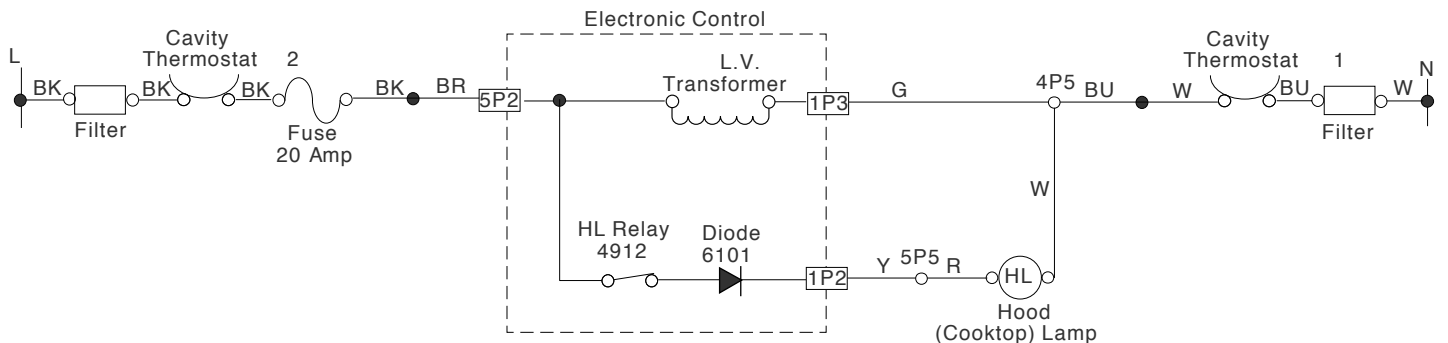 Electronic Control
L
Cavity
Thermostat
2
L.V.
Transformer
Cavity
Thermostat
1
N
BK
BK
BK
BK
BR
5P2
1P3
G
4P5
BU
W
BU
W
Filter
Fuse
20 Amp
Filter
W
HL Relay
4912
Diode
6101
1P2
Y
5P5
R
HL
Hood
(Cooktop) Lamp